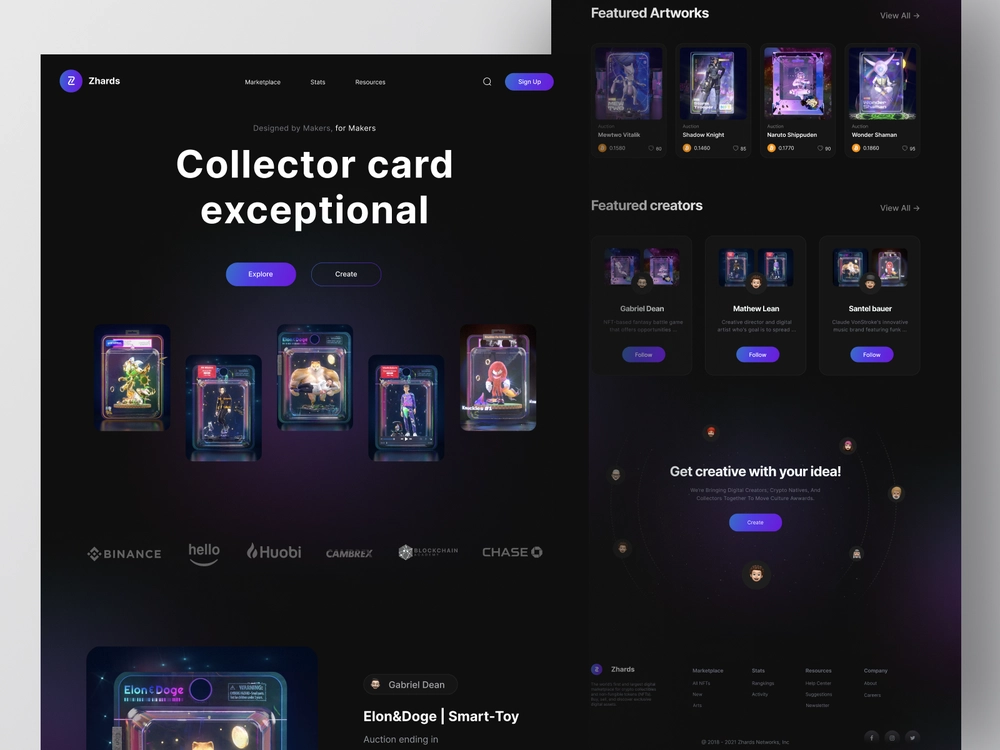 Zhards
Marketplace
Stats
Resources
Sign Up
Designed by Makers, for Makers
Collector card
exceptional
Explore
Create
Knuckles #1
BINANCE
hello
Huobi
CAMBREX
BLOCKCHAIN
CHASE
Elon&Doge
WARNING:
Gabriel Dean
Elon&Doge | Smart-Toy
Auction ending in
Featured Artworks
View All →
Auction
Mewtwo Vitalik
0.1580
60
Auction
Shadow Knight
0.1460
85
Auction
Naruto Shippuden
0.1770
90
Auction
Wonder Shaman
0.1860
95
Featured creators
View All →
Gabriel Dean
NFT-based fantasy battle game
that offers opportunities ...
Follow
Mathew Lean
Creative director and digital
artist who's goal is to spread ...
Follow
Santel bauer
Claude VonStroke's innovative
music brand featuring funk ...
Follow
Get creative with your idea!
We're Bringing Digital Creators, Crypto Natives, And
Collectors Together To Move Culture Awwards.
Create
Zhards
Marketplace
All NFTs
New
Arts
Stats
Rangkings
Activity
Resources
Help Center
Suggestions
Newsletter
Company
About
Careers
@ 2018 - 2021 Zhards Networks, Inc